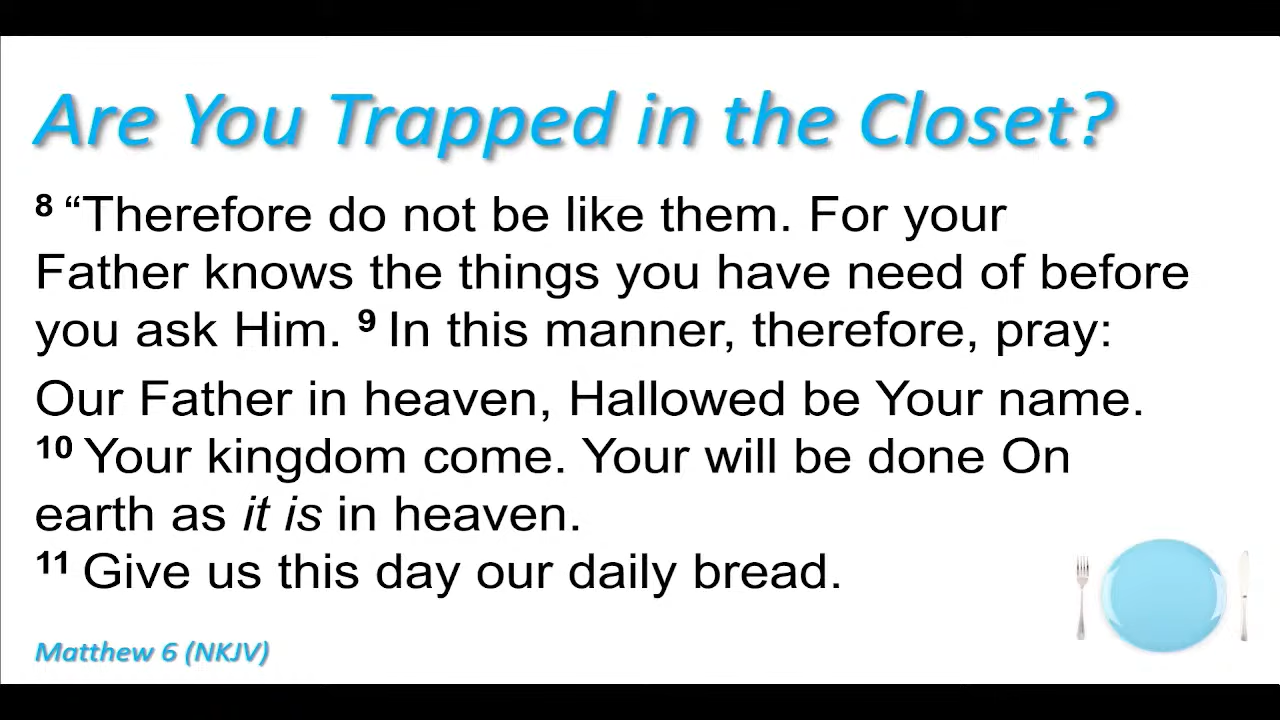 Are You Trapped in the Closet?
8 “Therefore do not be like them. For your
Father knows the things you have need of before
you ask Him. 9 In this manner, therefore, pray:
Our Father in heaven, Hallowed be Your name.
10 Your kingdom come. Your will be done On
earth as it is in heaven.
11 Give us this day our daily bread.
Matthew 6 (NKJV)